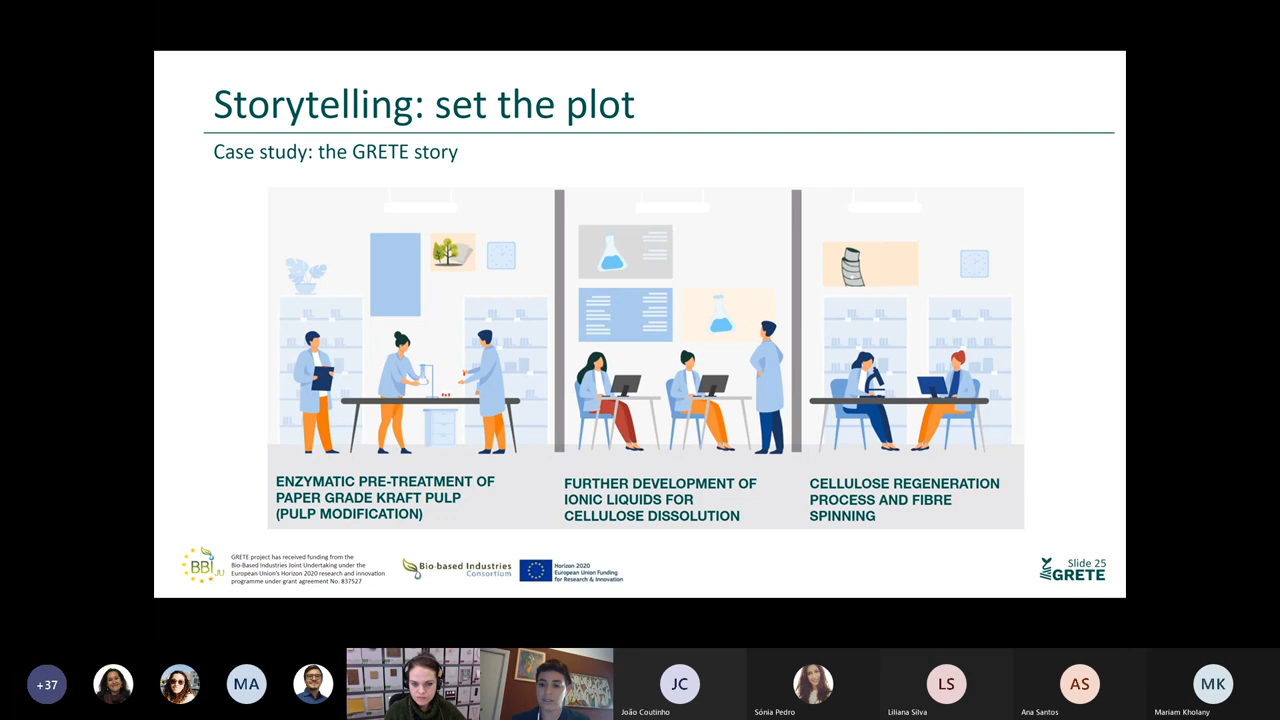 Storytelling: set the plot
Case study: the GRETE story
ENZYMATIC PRE-TREATMENT OF
PAPER GRADE KRAFT PULP
(PULP MODIFICATION)
FURTHER DEVELOPMENT OF
IONIC LIQUIDS FOR
CELLULOSE DISSOLUTION
CELLULOSE REGENERATION
PROCESS AND FIBRE
SPINNING
BBI JU
GRETE project has received funding from the
Bio-Based Industries Joint Undertaking under the
European Union's Horizon 2020 research and innovation
programme under grant agreement No. 837527
Bio-based Industries
Consortium
Horizon 2020
European Union Funding
for Research & Innovation
Slide 25
GRETE
+37
MA
JC
LS
AS
MK
João Coutinho
Sónia Pedro
Liliana Silva
Ana Santos
Mariam Kholany